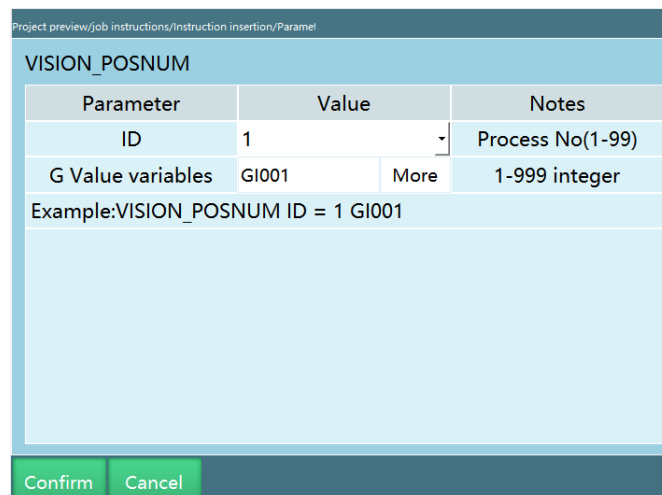 Project preview/job instructions/Instruction insertion/Paramet
VISION_POSNUM
Parameter Value Notes
ID 1 Process No(1-99)
G Value variables GI001 More 1-999 integer
Example:VISION_POSNUM ID = 1 GI001
Confirm Cancel